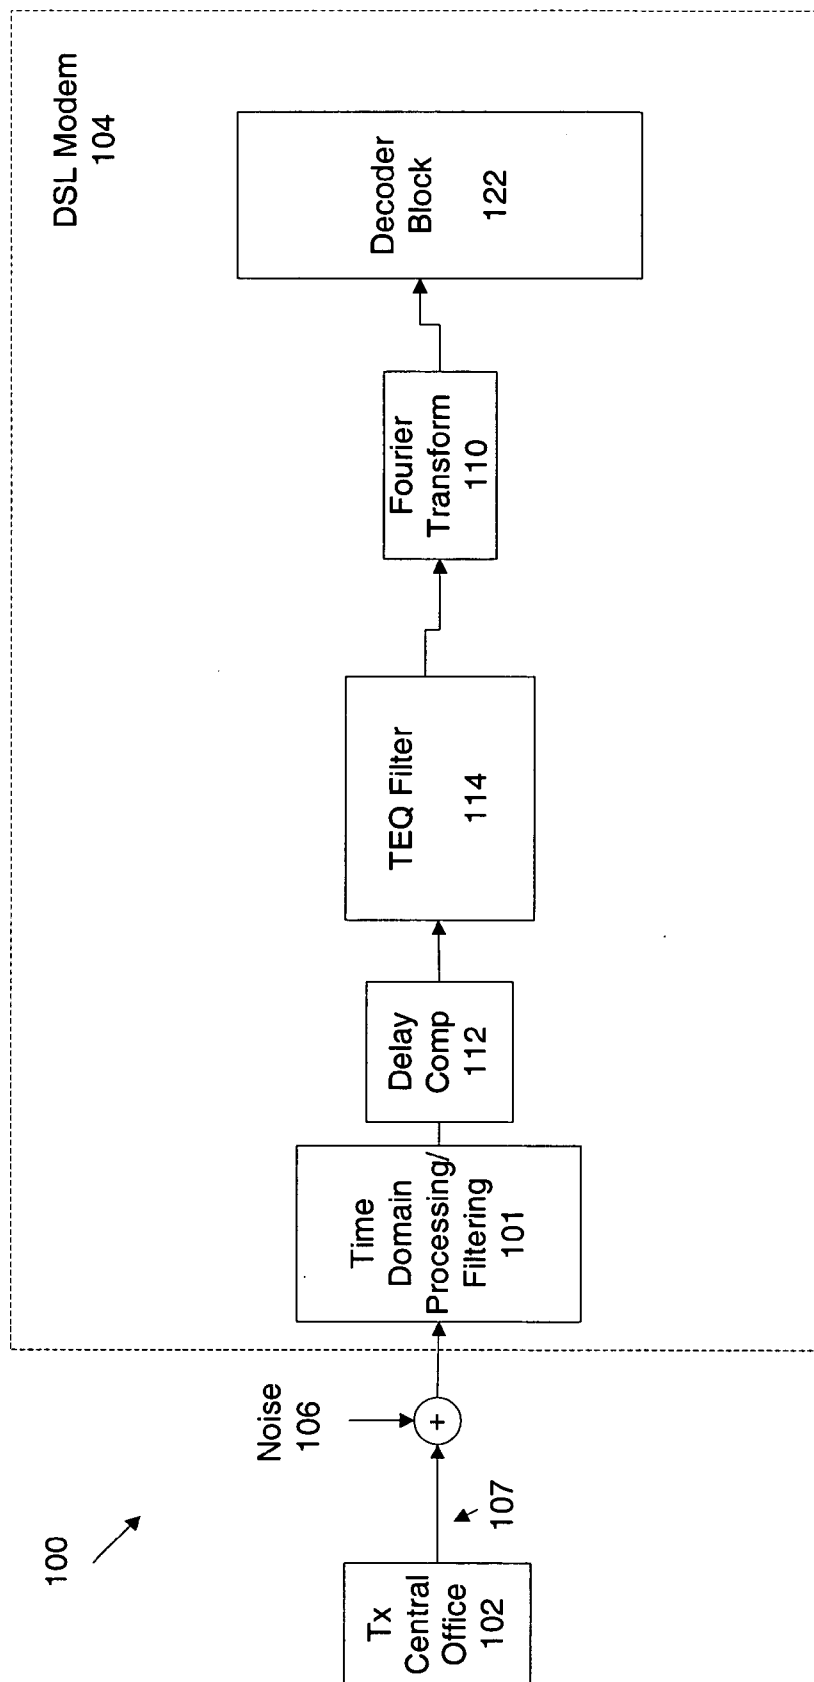 100
DSL Modem
104
Tx
Central
Office
102
107
Noise
106
+
Time
Domain
Processing/
Filtering
101
Delay
Comp
112
TEQ Filter
114
Fourier
Transform
110
Decoder
Block
122